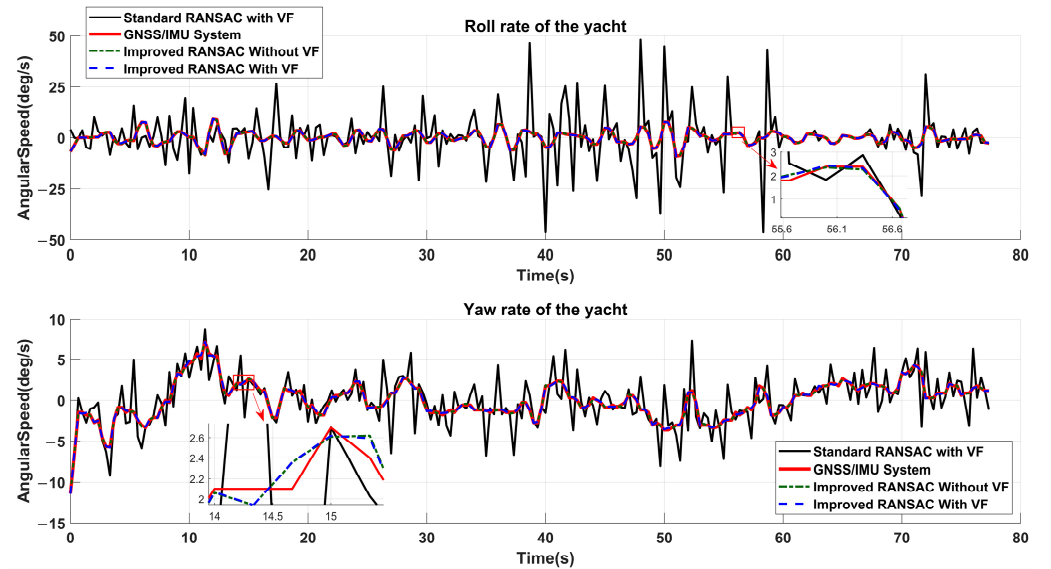 Standard RANSAC with VF
GNSS/IMU System
Improved RANSAC Without VF
Improved RANSAC With VF
Roll rate of the yacht
AngularSpeed(deg/s)
50
25
0
−25
−50
3
2
1
55.6 56.1 56.6
0 10 20 30 40 50 60 70 80
Time(s)
Yaw rate of the yacht
AngularSpeed(deg/s)
10
5
0
−5
−10
−15
2.6
2.4
2.2
2
14 14.5 15
Standard RANSAC with VF
GNSS/IMU System
Improved RANSAC Without VF
Improved RANSAC With VF
0 10 20 30 40 50 60 70 80
Time(s)